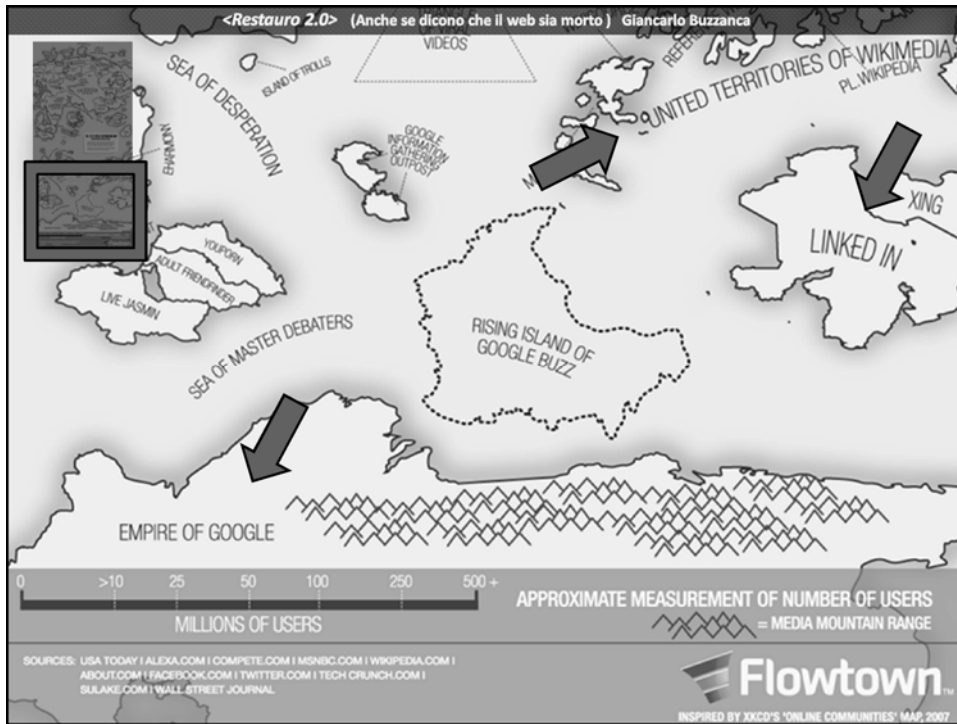 <Restauro 2.0> (Anche se dicono che il web sia morto ) Giancarlo Buzzanca
TRIANGLE
OF VIRAL
VIDEOS
SEA OF DESPERATION
ISLAND OF TROLLS
UNITED TERRITORIES OF WIKIMEDIA
PL. WIKIPEDIA
EHARMONY
GOOGLE
INFORMATION
GATHERING
OUTPOST
XING
LINKED IN
YOUPORN
ADULT FRIENDFINDER
LIVE JASMIN
SEA OF MASTER DEBATERS
RISING ISLAND OF
GOOGLE BUZZ
EMPIRE OF GOOGLE
0 >10 25 50 100 250 500 +
MILLIONS OF USERS
APPROXIMATE MEASUREMENT OF NUMBER OF USERS
= MEDIA MOUNTAIN RANGE
SOURCES: USA TODAY I ALEXA.COM I COMPETE.COM I MSNBC.COM I WIKIPEDIA.COM I
ABOUT.COM I FACEBOOK.COM I TWITTER.COM I TECH CRUNCH.COM I
SULAKE.COM I WALL STREET JOURNAL
Flowtown™
INSPIRED BY XKCD'S 'ONLINE COMMUNITIES' MAP, 2007